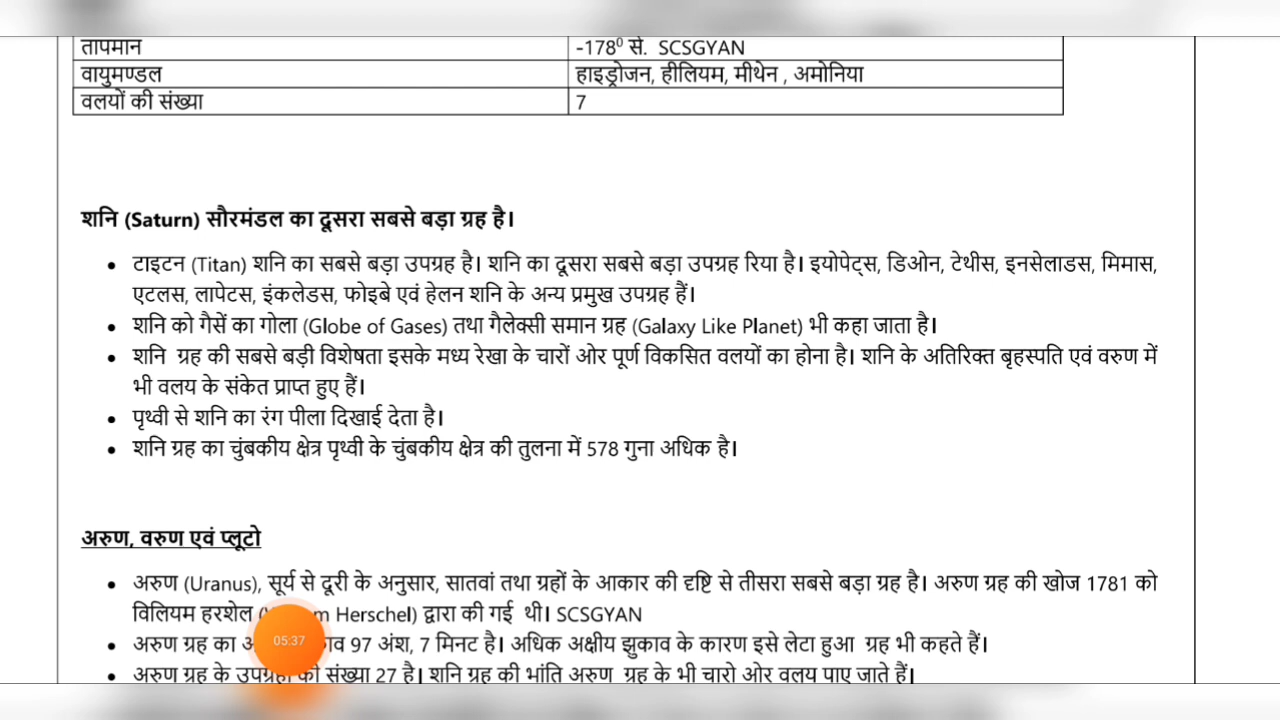 तापमान -178⁰ से. SCSGYAN
वायुमण्डल हाइड्रोजन, हीलियम, मीथेन , अमोनिया
वलयों की संख्या 7
शनि (Saturn) सौरमंडल का दूसरा सबसे बड़ा ग्रह है।
• टाइटन (Titan) शनि का सबसे बड़ा उपग्रह है। शनि का दूसरा सबसे बड़ा उपग्रह रिया है। इयोपेट्स, डिओन, टेथीस, इनसेलाडस, मिमास,
एटलस, लापेटस, इंकलेडस, फोइबे एवं हेलन शनि के अन्य प्रमुख उपग्रह हैं।
• शनि को गैसें का गोला (Globe of Gases) तथा गैलेक्सी समान ग्रह (Galaxy Like Planet) भी कहा जाता है।
• शनि ग्रह की सबसे बड़ी विशेषता इसके मध्य रेखा के चारों ओर पूर्ण विकसित वलयों का होना है। शनि के अतिरिक्त बृहस्पति एवं वरुण में
भी वलय के संकेत प्राप्त हुए हैं।
• पृथ्वी से शनि का रंग पीला दिखाई देता है।
• शनि ग्रह का चुंबकीय क्षेत्र पृथ्वी के चुंबकीय क्षेत्र की तुलना में 578 गुना अधिक है।
अरुण, वरुण एवं प्लूटो
• अरुण (Uranus), सूर्य से दूरी के अनुसार, सातवां तथा ग्रहों के आकार की दृष्टि से तीसरा सबसे बड़ा ग्रह है। अरुण ग्रह की खोज 1781 को
विलियम हरशेल Herschel) द्वारा की गई थी। SCSGYAN
• अरुण ग्रह का 97 अंश, 7 मिनट है। अधिक अक्षीय झुकाव के कारण इसे लेटा हुआ ग्रह भी कहते हैं।
05:37
• अरुण ग्रह के उपग्रहों की संख्या 27 है। शनि ग्रह की भांति अरुण ग्रह के भी चारो ओर वलय पाए जाते हैं।